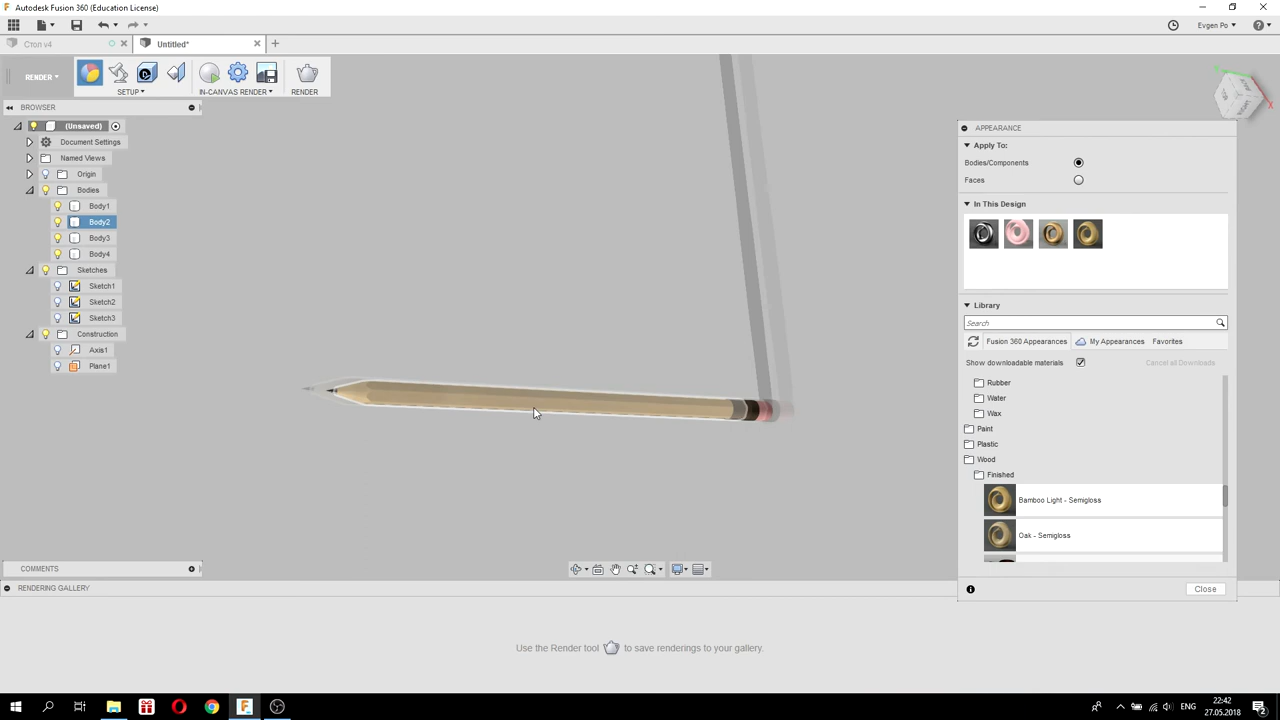 Autodesk Fusion 360 (Education License)
Evgen Po
Стол v4
Untitled*
RENDER
SETUP
IN-CANVAS RENDER
RENDER
BROWSER
(Unsaved)
Document Settings
Named Views
Origin
Bodies
Body1
Body2
Body3
Body4
Sketches
Sketch1
Sketch2
Sketch3
Construction
Axis1
Plane1
APPEARANCE
Apply To:
Bodies/Components
Faces
In This Design
Library
Search
Fusion 360 Appearances
My Appearances
Favorites
Show downloadable materials
Cancel all Downloads
Rubber
Water
Wax
Paint
Plastic
Wood
Finished
Bamboo Light - Semigloss
Oak - Semigloss
Close
COMMENTS
RENDERING GALLERY
Use the Render tool to save renderings to your gallery.
22:42
27.05.2018
2